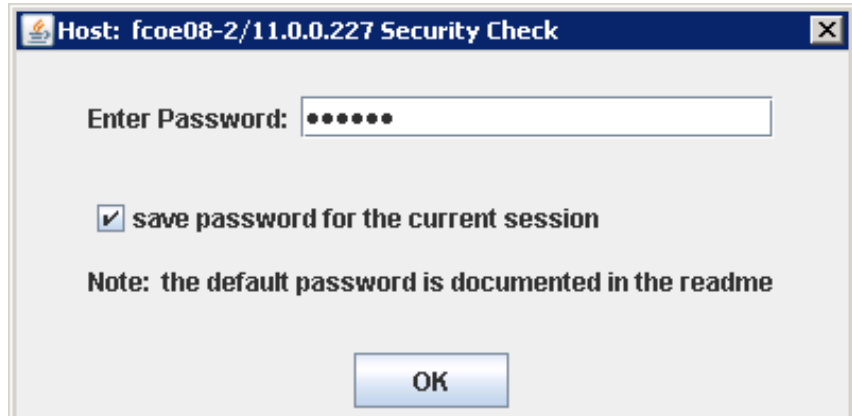 Host: fcoe08-2/11.0.0.227 Security Check
Enter Password: ••••••
save password for the current session
Note: the default password is documented in the readme
OK